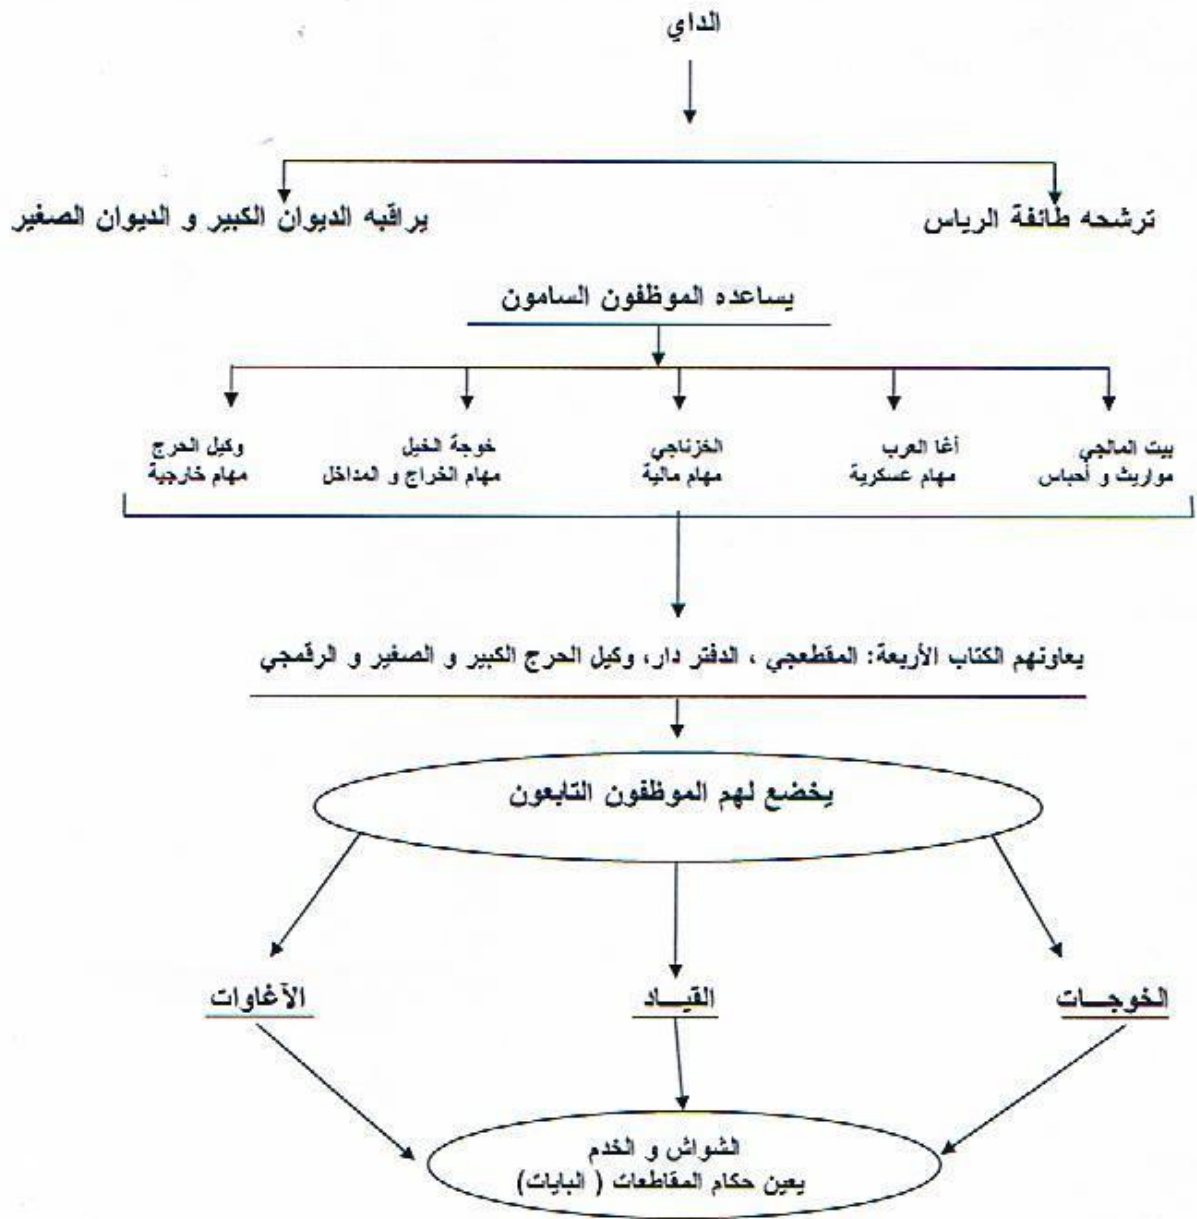 الداي
ترشحه طائفة الرياس
يراقبه الديوان الكبير و الديوان الصغير
يساعده الموظفون السامون
بيت المالجي
مواريث و أحباس
أغا العرب
مهام عسكرية
الخزناجي
مهام مالية
خوجة الخيل
مهام الخراج و المداخل
وكيل الحرج
مهام خارجية
يعاونهم الكتاب الأربعة: المقطعجي ، الدفتر دار، وكيل الحرج الكبير و الصغير و الرقمجي
يخضع لهم الموظفون التابعون
الخوجــات
القيــاد
الآغاوات
الشواش و الخدم
يعين حكام المقاطعات ( البايات)